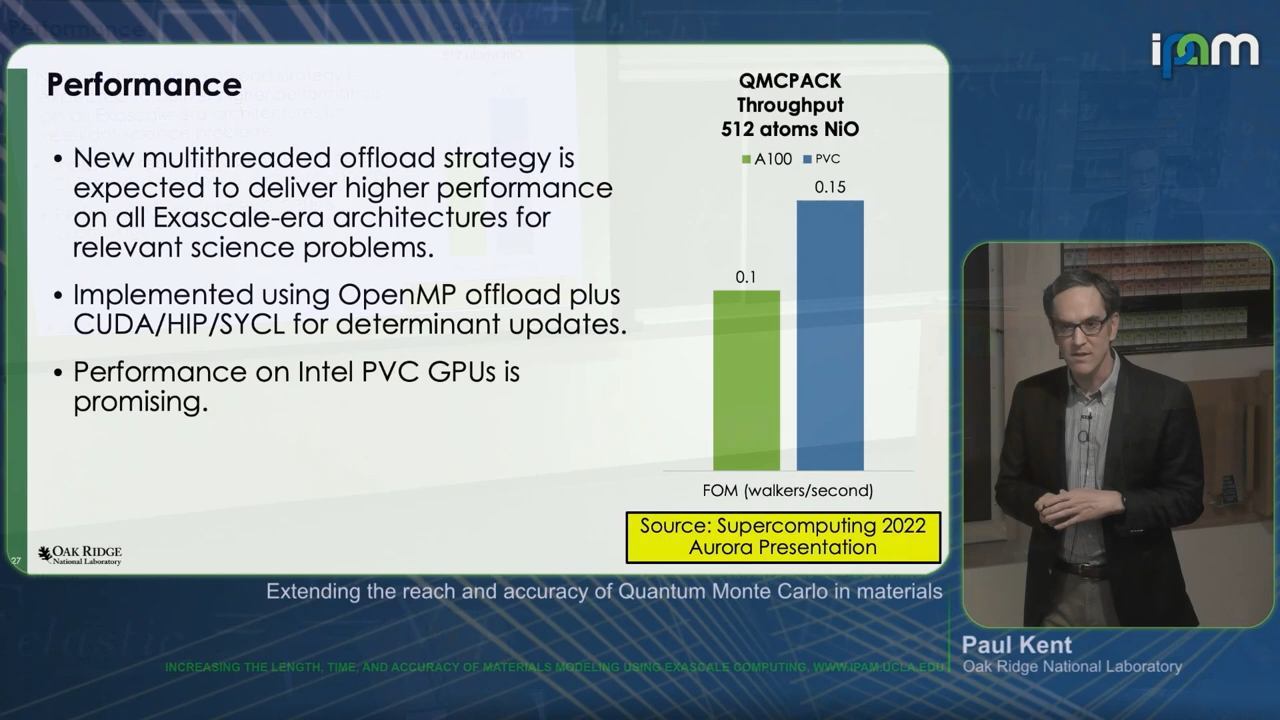 ipam
Performance
• New multithreaded offload strategy is
expected to deliver higher performance
on all Exascale-era architectures for
relevant science problems.
• Implemented using OpenMP offload plus
CUDA/HIP/SYCL for determinant updates.
• Performance on Intel PVC GPUs is
promising.
QMCPACK
Throughput
512 atoms NiO
A100 PVC
0.15
0.1
FOM (walkers/second)
Source: Supercomputing 2022
Aurora Presentation
27
OAK RIDGE
National Laboratory
Extending the reach and accuracy of Quantum Monte Carlo in materials
Paul Kent
Oak Ridge National Laboratory
INCREASING THE LENGTH, TIME, AND ACCURACY OF MATERIALS MODELING USING EXASCALE COMPUTING, WWW.IPAM.UCLA.EDU